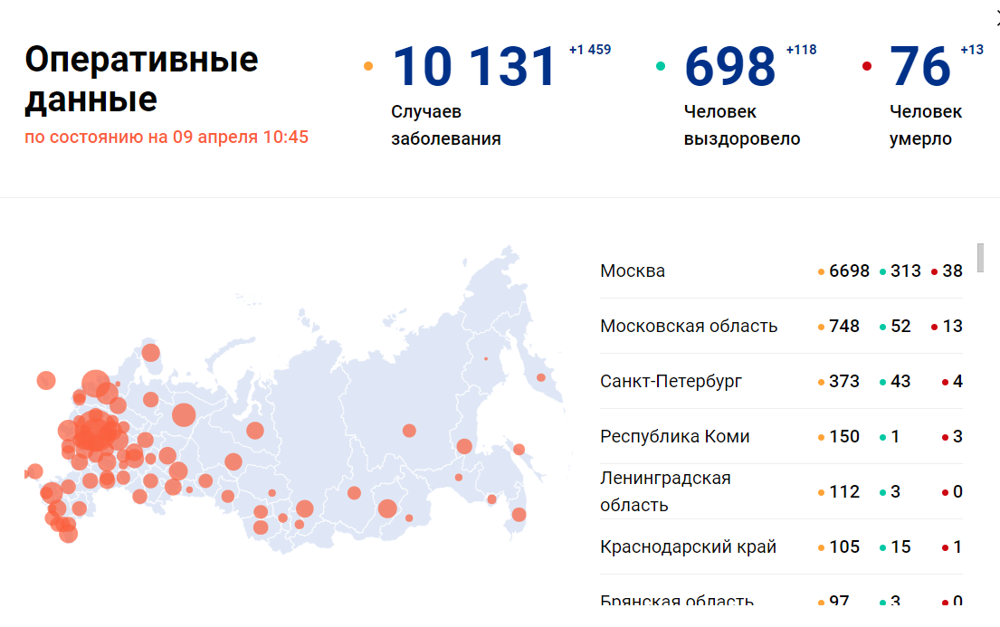 Оперативные
данные
по состоянию на 09 апреля 10:45
10 131 +1 459
Случаев
заболевания
698 +118
Человек
выздоровело
76 +13
Человек
умерло
Москва 6698 313 38
Московская область 748 52 13
Санкт-Петербург 373 43 4
Республика Коми 150 1 3
Ленинградская
область 112 3 0
Краснодарский край 105 15 1
Брянская область 97 3 0